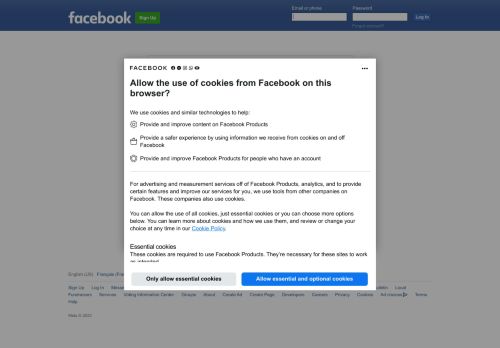 facebook
Sign Up
Email or phone
Password
Log In
Forgot account?
FACEBOOK
Allow the use of cookies from Facebook on this
browser?
We use cookies and similar technologies to help:
Provide and improve content on Facebook Products
Provide a safer experience by using information we receive from cookies on and off
Facebook
Provide and improve Facebook Products for people who have an account
For advertising and measurement services off of Facebook Products, analytics, and to provide
certain features and improve our services for you, we use tools from other companies on
Facebook. These companies also use cookies.
You can allow the use of all cookies, just essential cookies or you can choose more options
below. You can learn more about cookies and how we use them, and review or change your
choice at any time in our Cookie Policy.
Essential cookies
These cookies are required to use Facebook Products. They're necessary for these sites to work
as intended.
Only allow essential cookies
Allow essential and optional cookies
English (US) Français
Sign Up Log In Local
Fundraisers Services Voting Information Center Groups About Create Ad Create Page Developers Careers Privacy Cookies Ad choices Terms
Help
Meta ©